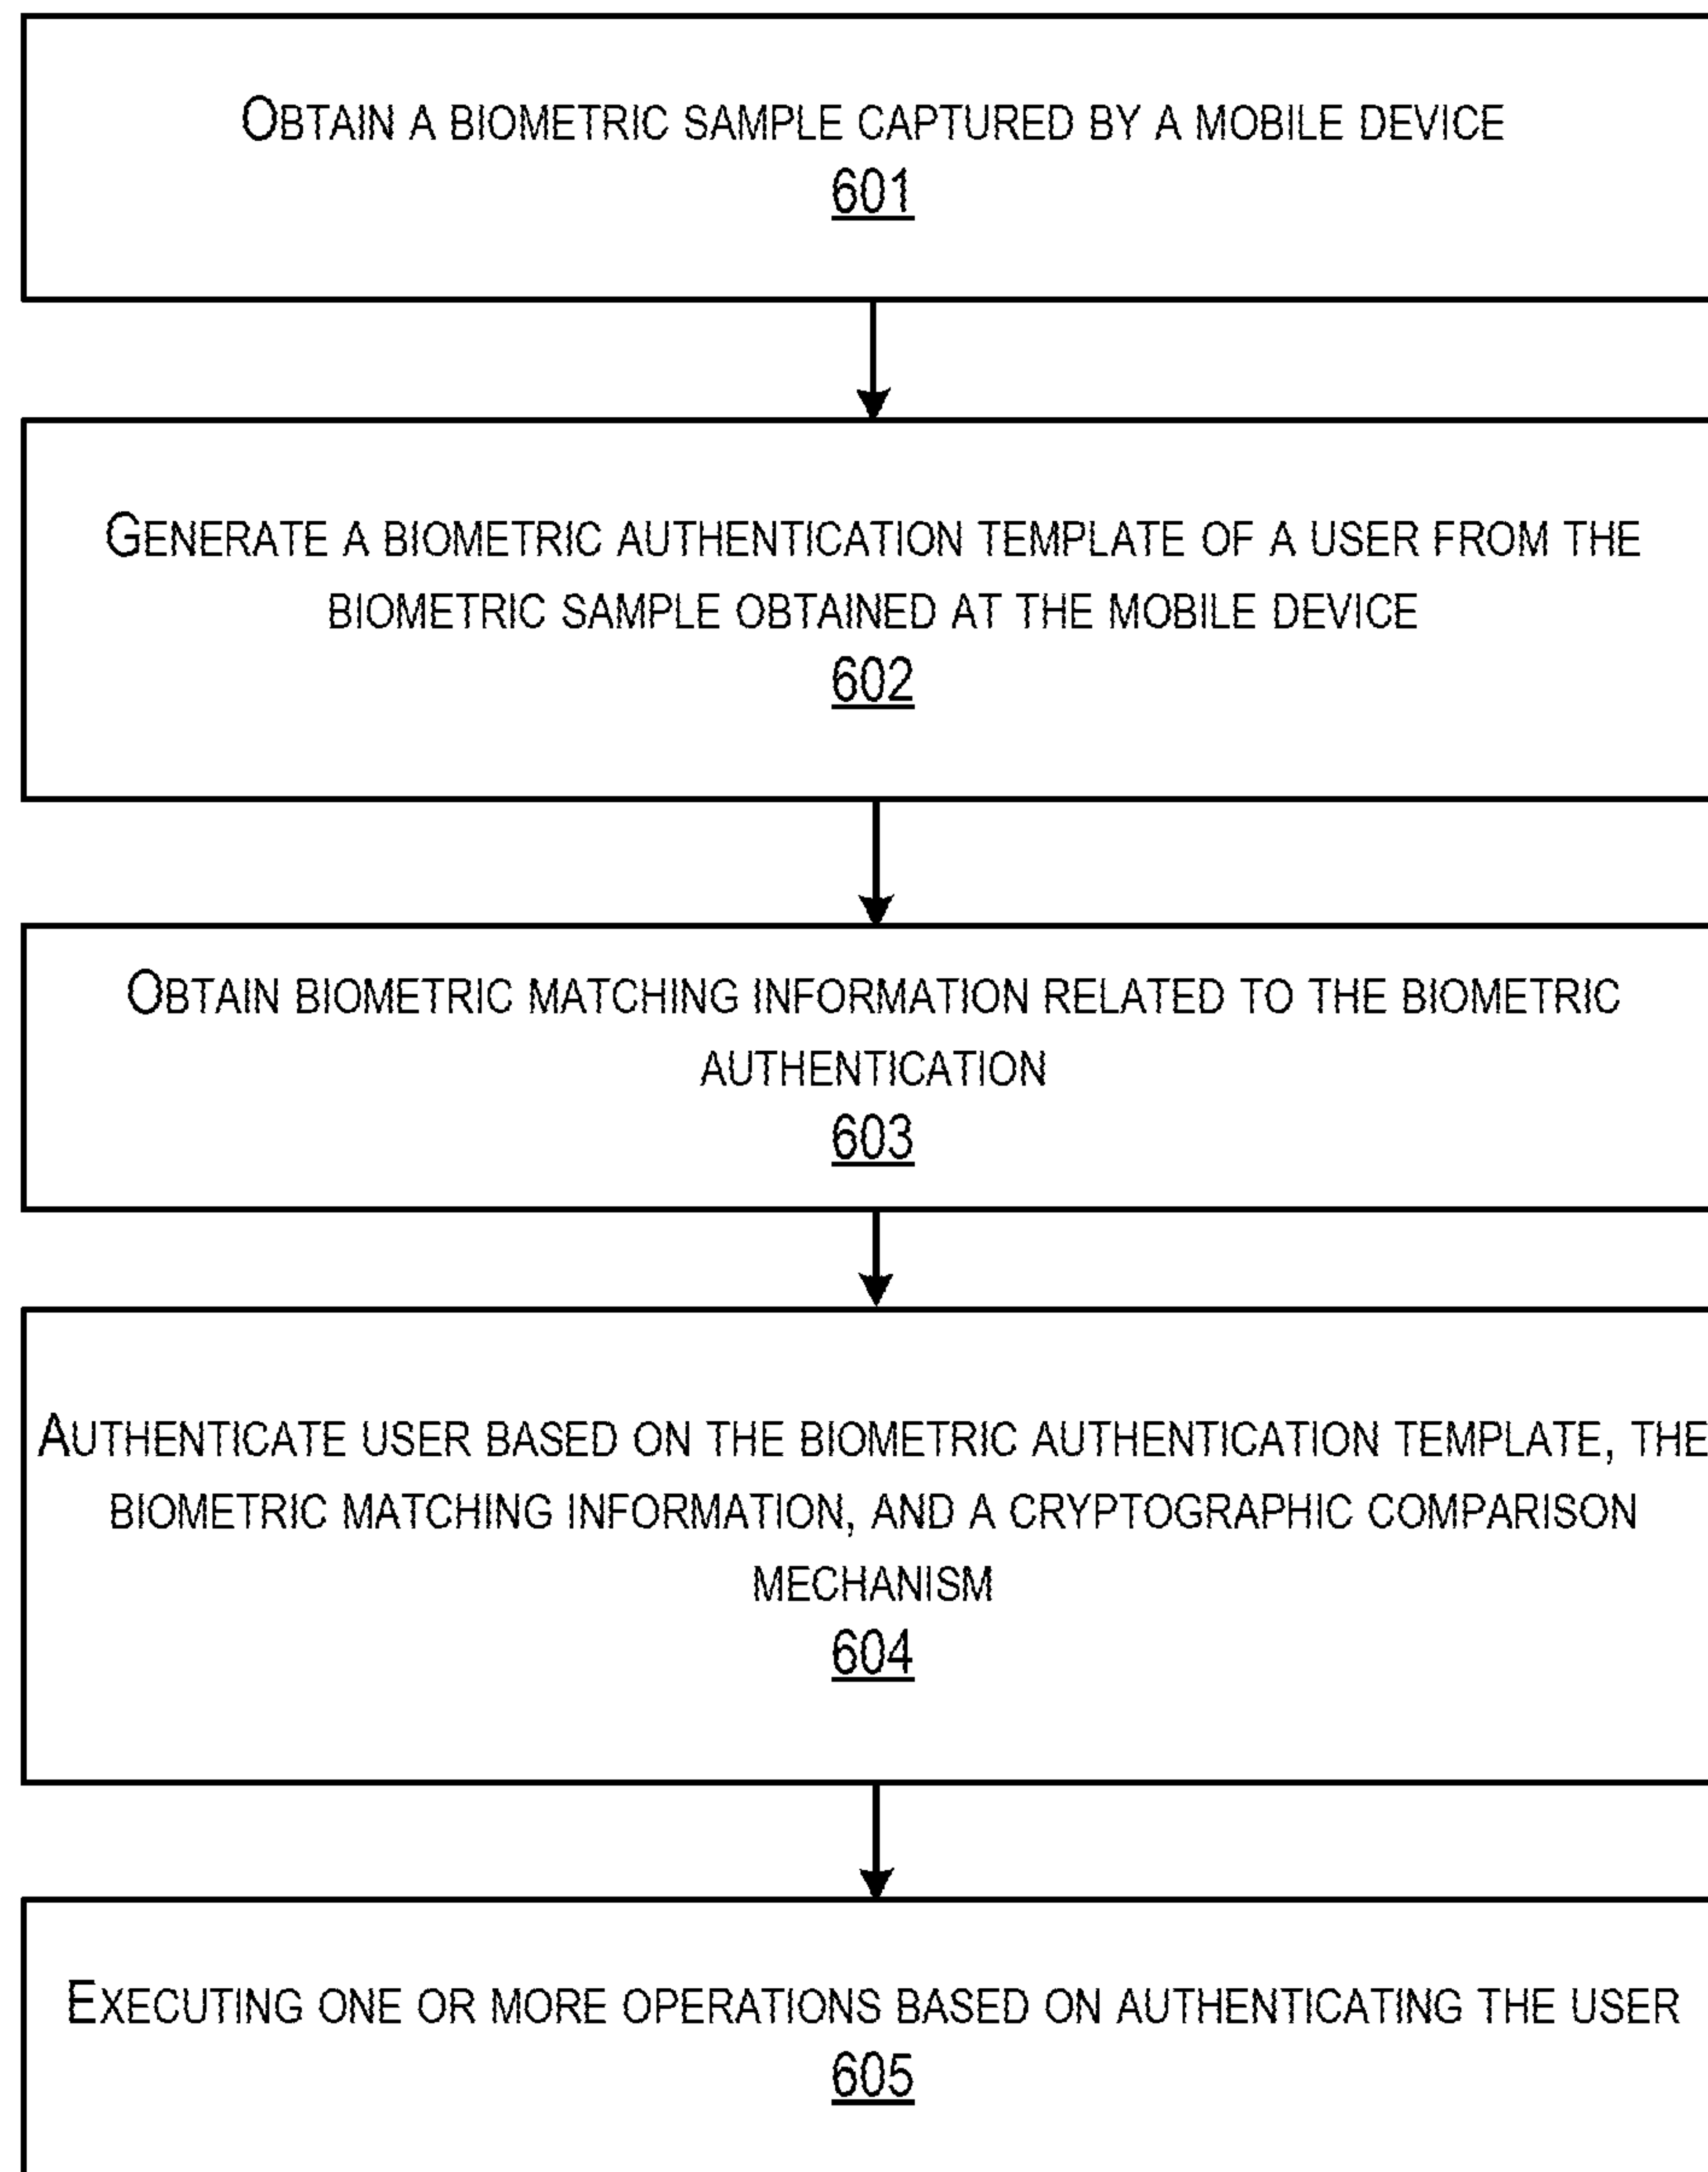 OBTAIN A BIOMETRIC SAMPLE CAPTURED BY A MOBILE DEVICE
601
GENERATE A BIOMETRIC AUTHENTICATION TEMPLATE OF A USER FROM THE
BIOMETRIC SAMPLE OBTAINED AT THE MOBILE DEVICE
602
OBTAIN BIOMETRIC MATCHING INFORMATION RELATED TO THE BIOMETRIC
AUTHENTICATION
603
AUTHENTICATE USER BASED ON THE BIOMETRIC AUTHENTICATION TEMPLATE, THE
BIOMETRIC MATCHING INFORMATION, AND A CRYPTOGRAPHIC COMPARISON
MECHANISM
604
EXECUTING ONE OR MORE OPERATIONS BASED ON AUTHENTICATING THE USER
605